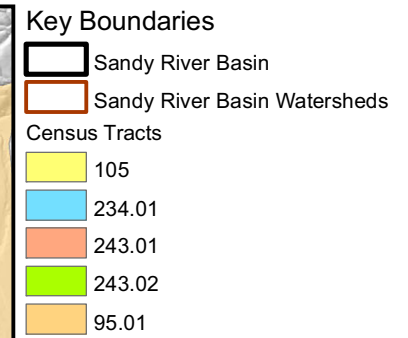 Key Boundaries
Sandy River Basin
Sandy River Basin Watersheds
Census Tracts
105
234.01
243.01
243.02
95.01